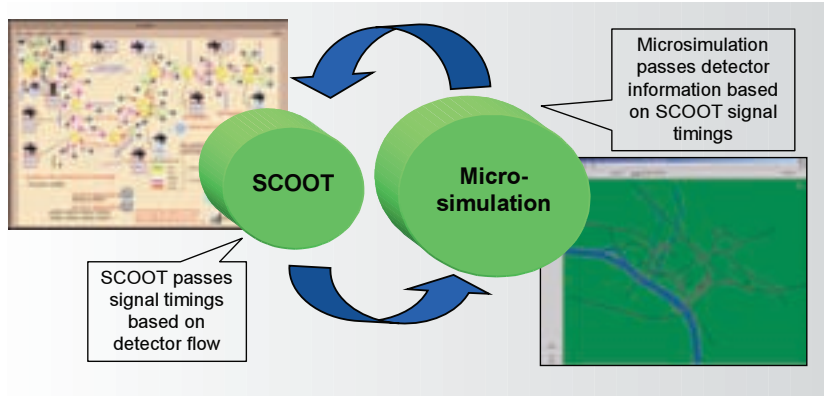 Microsimulation
passes detector
information based
on SCOOT signal
timings
SCOOT
Micro-
simulation
SCOOT passes
signal timings
based on
detector flow